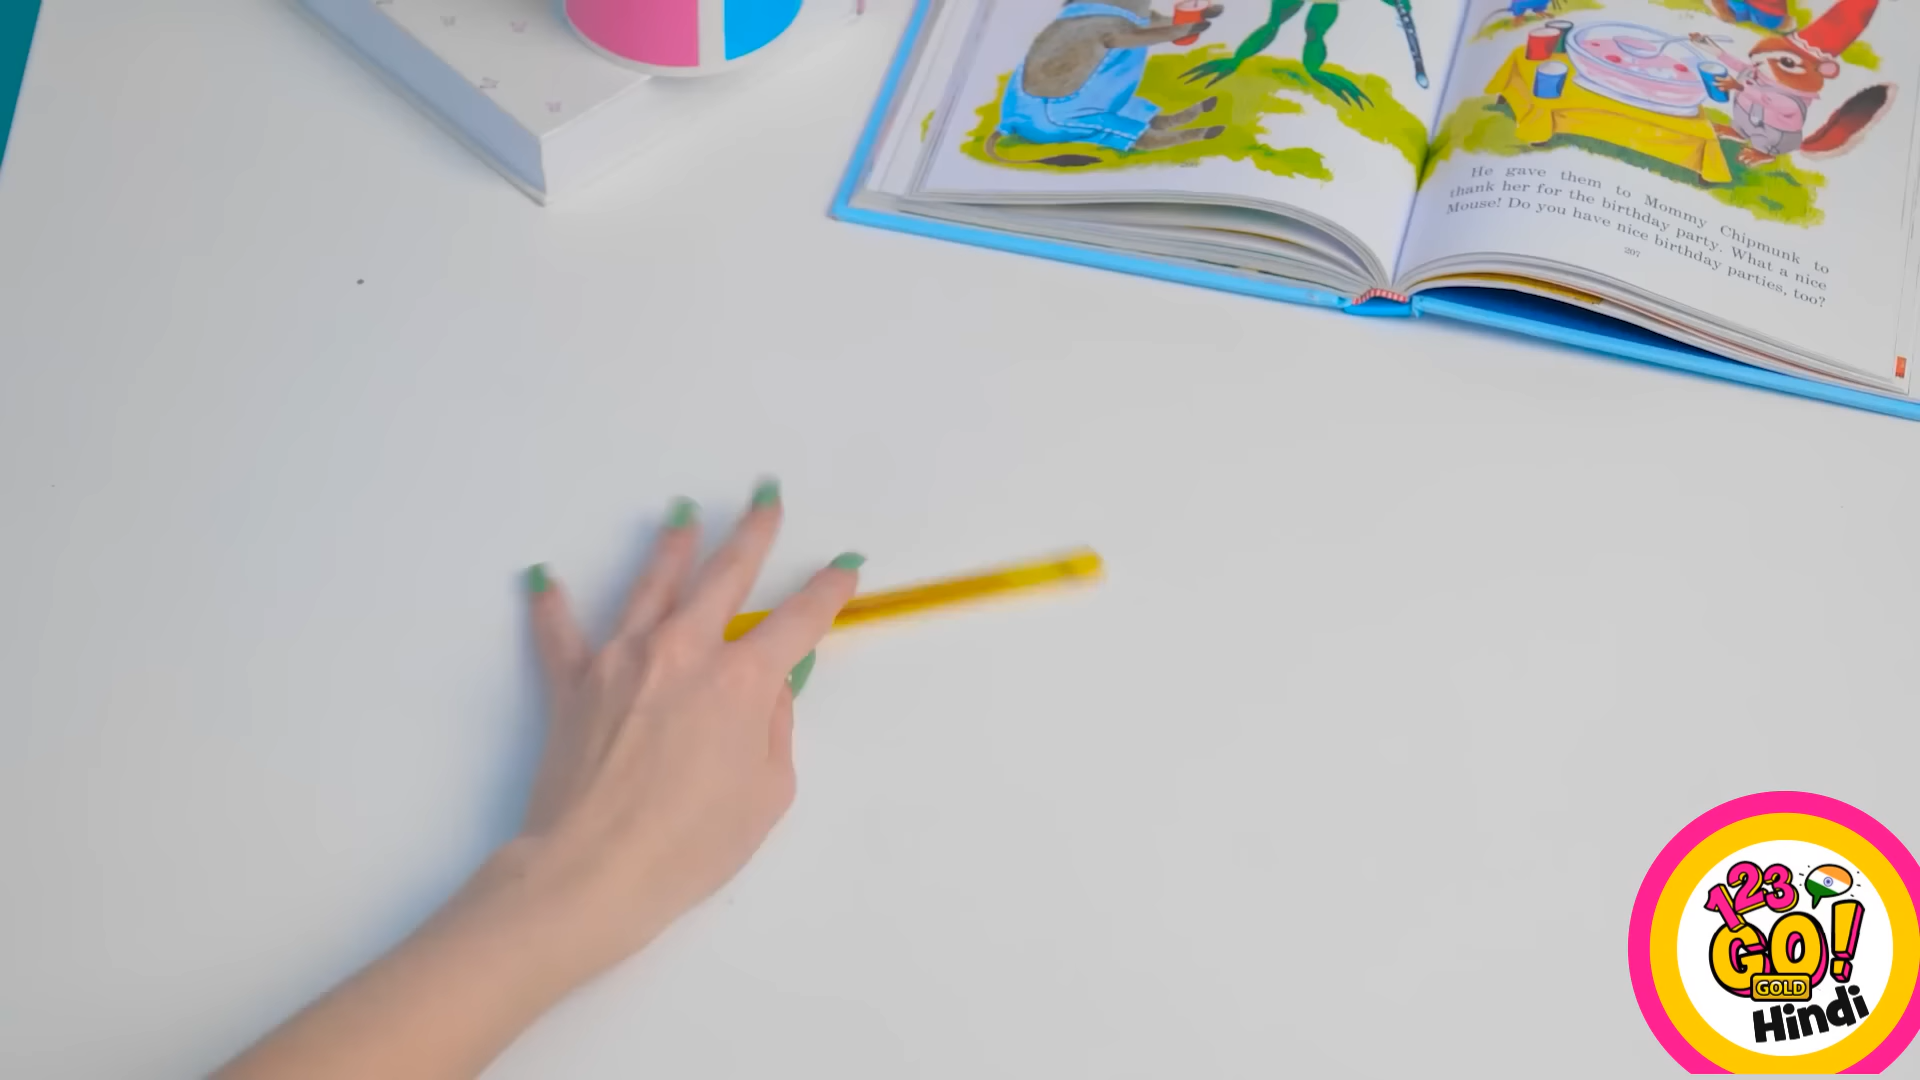 He gave them to Mommy Chipmunk to
thank her for the birthday party. What a nice
Mouse! Do you have nice birthday parties, too?
207
123
GO!
GOLD
Hindi